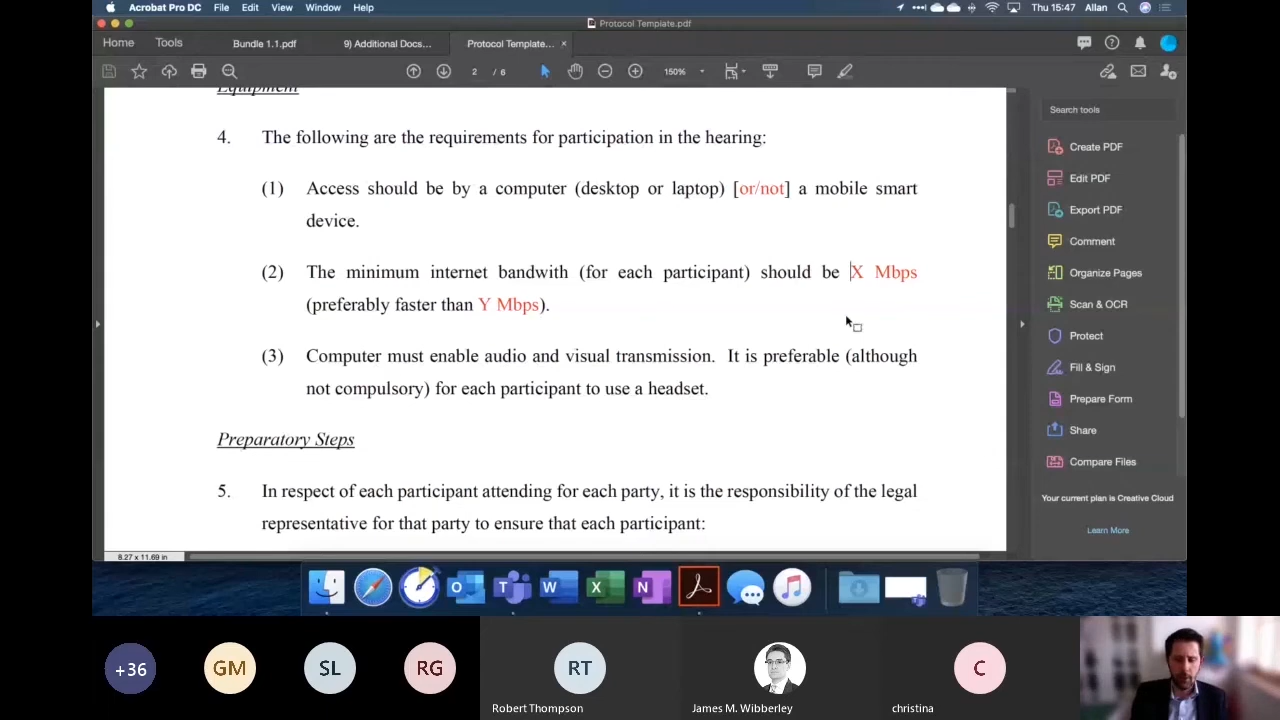 Acrobat Pro DC File Edit View Window Help Thu 15:47 Allan
Protocol Template.pdf
Home Tools Bundle 1.1.pdf 9) Additional Docs... Protocol Template... ×
2 / 6 150%
Equipment
4. The following are the requirements for participation in the hearing:
(1) Access should be by a computer (desktop or laptop) [or/not] a mobile smart
device.
(2) The minimum internet bandwith (for each participant) should be X Mbps
(preferably faster than Y Mbps).
(3) Computer must enable audio and visual transmission. It is preferable (although
not compulsory) for each participant to use a headset.
Preparatory Steps
5. In respect of each participant attending for each party, it is the responsibility of the legal
representative for that party to ensure that each participant:
8.27 x 11.69 in
Search tools
Create PDF
Edit PDF
Export PDF
Comment
Organize Pages
Scan & OCR
Protect
Fill & Sign
Prepare Form
Share
Compare Files
Your current plan is Creative Cloud
Learn More
O T W X N
+36 GM SL RG RT C
Robert Thompson James M. Wibberley christina